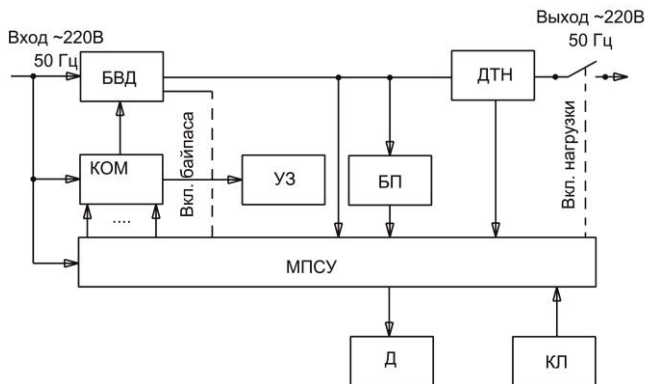 Вход ~220В
50 Гц
Выход ~220В
50 Гц
БВД
ДТН
КОМ
УЗ
БП
Вкл. байпаса
Вкл. нагрузки
....
МПСУ
Д
КЛ